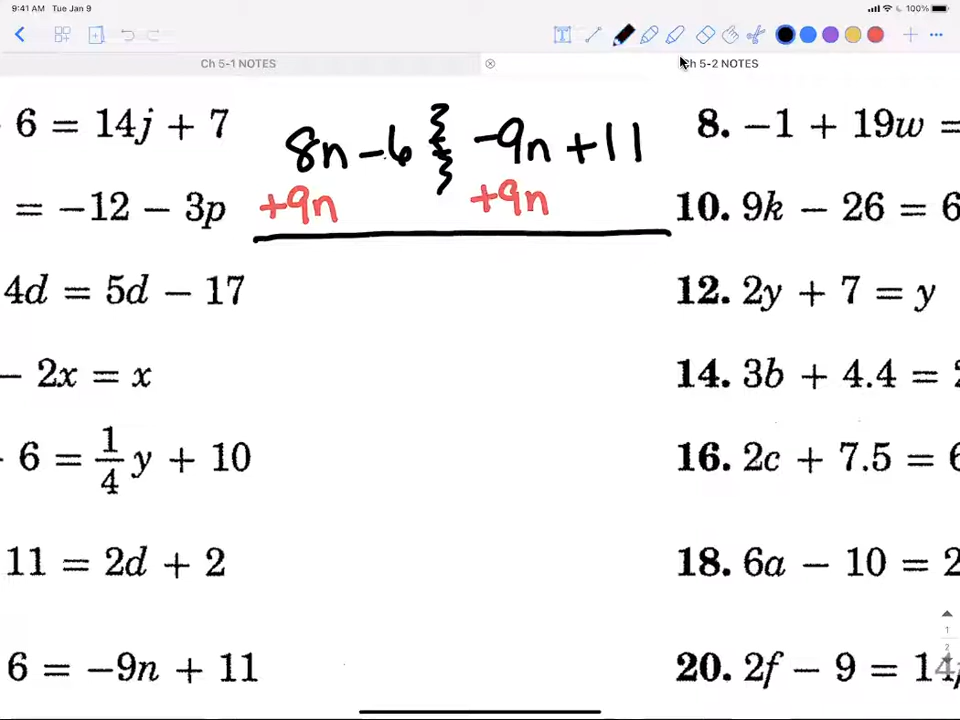 9:41 AM Tue Jan 9
100%
Ch 5-1 NOTES
Ch 5-2 NOTES
6 = 14j + 7
8n - 6 -9n + 11
8. -1 + 19w =
= -12 - 3p
+9n +9n
10. 9k - 26 = 6
4d = 5d - 17
12. 2y + 7 = y
- 2x = x
14. 3b + 4.4 = 2
6 = 1/4 y + 10
16. 2c + 7.5 = 6
11 = 2d + 2
18. 6a - 10 = 2
1
2
6 = -9n + 11
20. 2f - 9 = 14